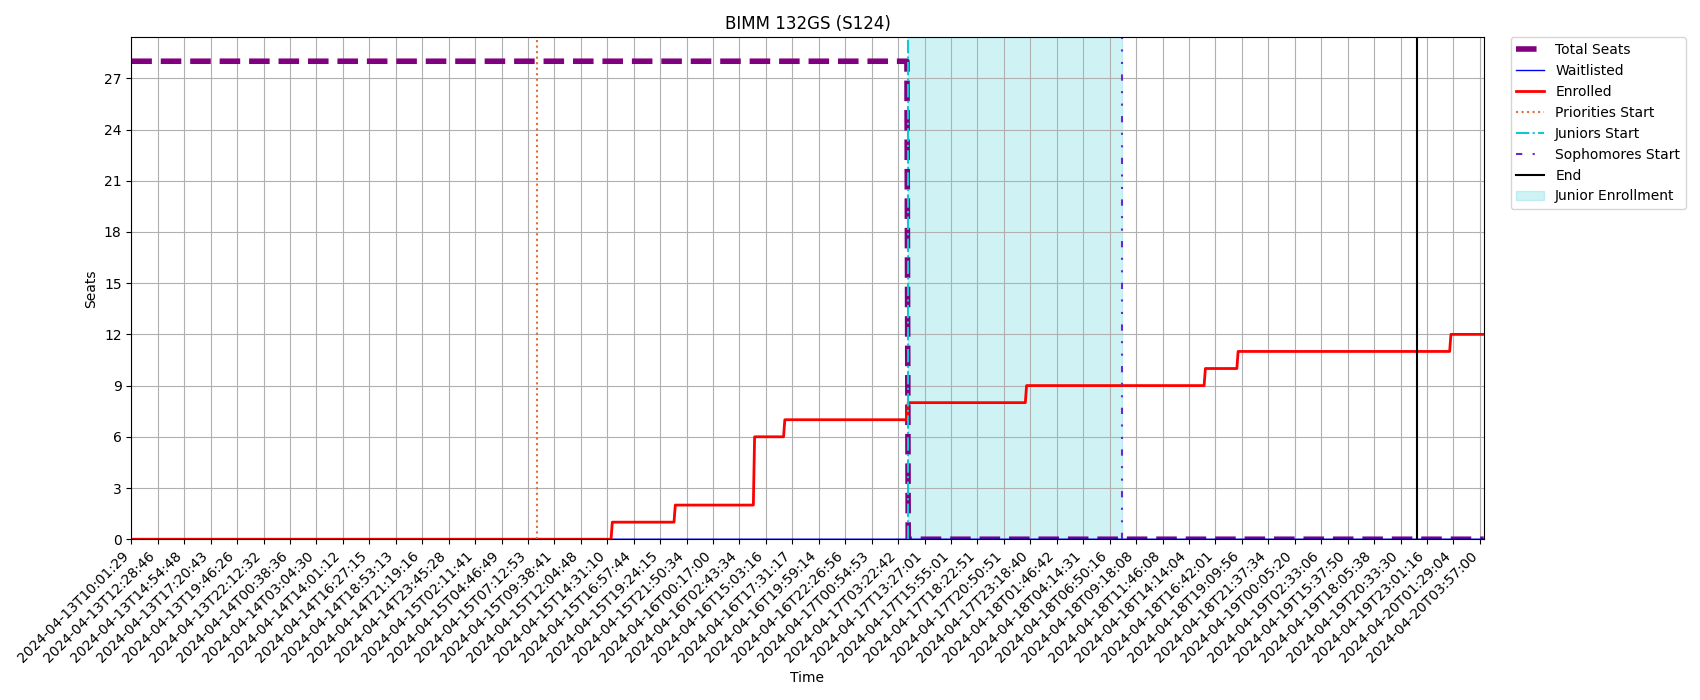 BIMM 132GS (S124)
Total Seats
Waitlisted
Enrolled
Priorities Start
Juniors Start
Sophomores Start
End
Junior Enrollment
Seats
27
24
21
18
15
12
9
6
3
0
2024-04-13T10:01:29
2024-04-13T12:28:46
2024-04-13T14:54:48
2024-04-13T17:20:43
2024-04-13T19:46:26
2024-04-13T22:12:32
2024-04-14T00:38:36
2024-04-14T03:04:30
2024-04-14T14:01:12
2024-04-14T16:27:15
2024-04-14T18:53:13
2024-04-14T21:19:16
2024-04-14T23:45:28
2024-04-15T02:11:41
2024-04-15T04:46:49
2024-04-15T07:12:53
2024-04-15T09:38:41
2024-04-15T12:04:48
2024-04-15T14:31:10
2024-04-15T16:57:44
2024-04-15T19:24:15
2024-04-15T21:50:34
2024-04-16T00:17:00
2024-04-16T02:43:34
2024-04-16T15:03:16
2024-04-16T17:31:17
2024-04-16T19:59:14
2024-04-16T22:26:56
2024-04-17T00:54:53
2024-04-17T03:22:42
2024-04-17T13:27:01
2024-04-17T15:55:01
2024-04-17T18:22:51
2024-04-17T20:50:51
2024-04-17T23:18:40
2024-04-18T01:46:42
2024-04-18T04:14:31
2024-04-18T06:50:16
2024-04-18T09:18:08
2024-04-18T11:46:08
2024-04-18T14:14:04
2024-04-18T16:42:01
2024-04-18T19:09:56
2024-04-18T21:37:34
2024-04-19T00:05:20
2024-04-19T02:33:06
2024-04-19T15:37:50
2024-04-19T18:05:38
2024-04-19T20:33:30
2024-04-19T23:01:16
2024-04-20T01:29:04
2024-04-20T03:57:00
Time